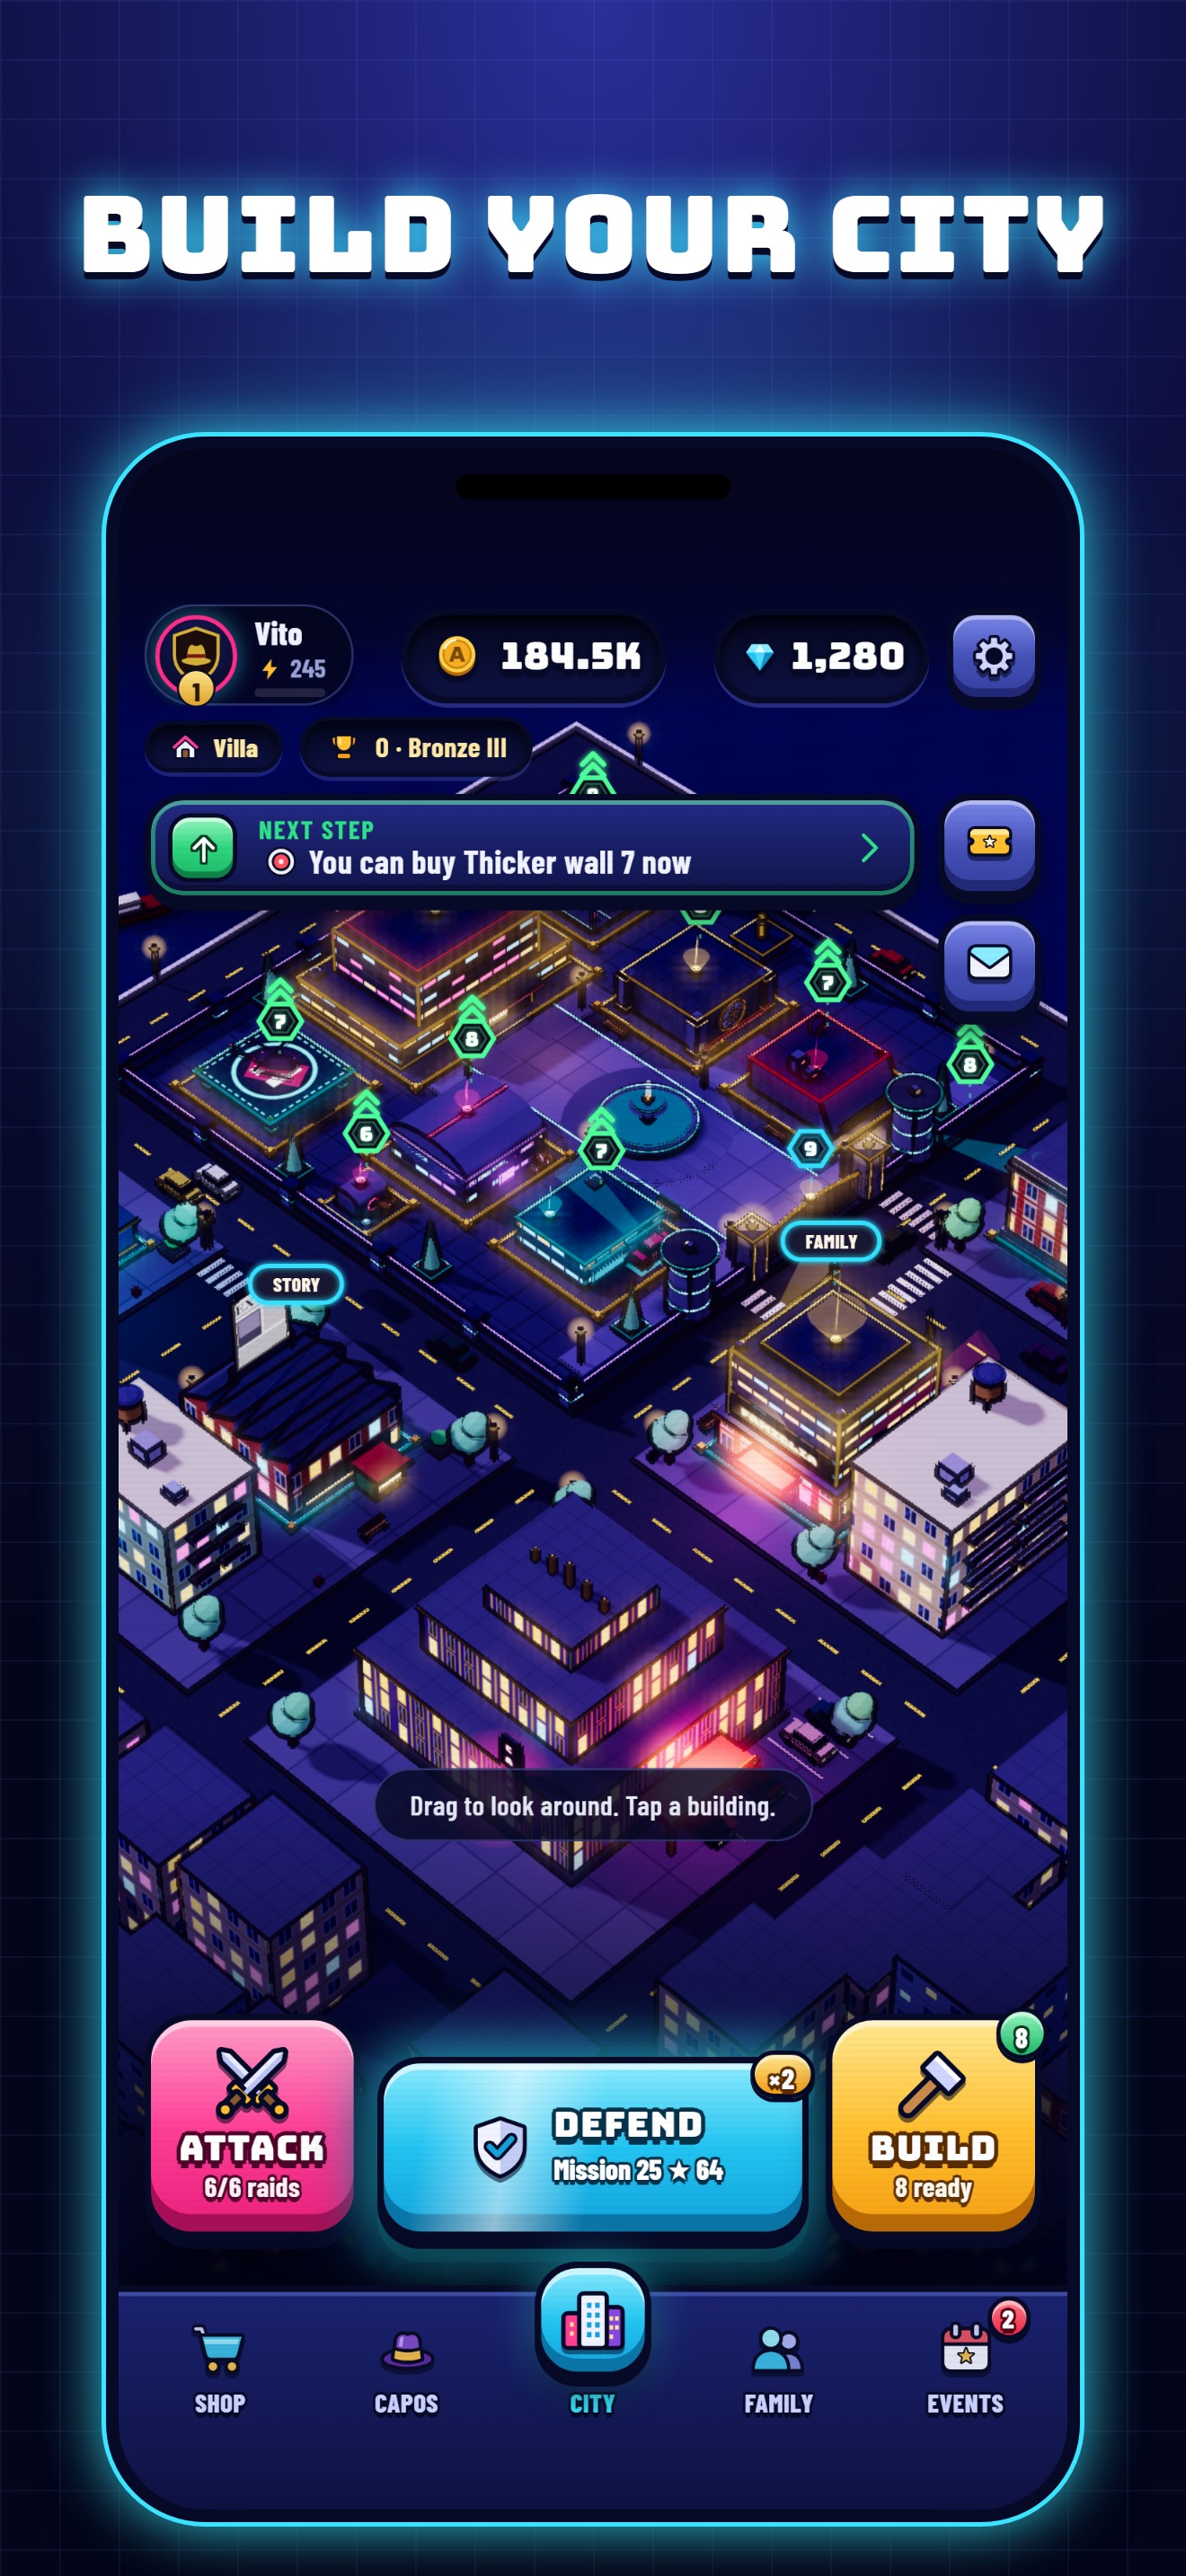 BUILD YOUR CITY
Vito
245
1
184.5K
1,280
Villa
0 · Bronze III
NEXT STEP
You can buy Thicker wall 7 now
7
7
8
8
6
7
9
FAMILY
STORY
Drag to look around. Tap a building.
ATTACK
6/6 raids
×2
DEFEND
Mission 25 ★ 64
8
BUILD
8 ready
SHOP
CAPOS
CITY
FAMILY
2
EVENTS